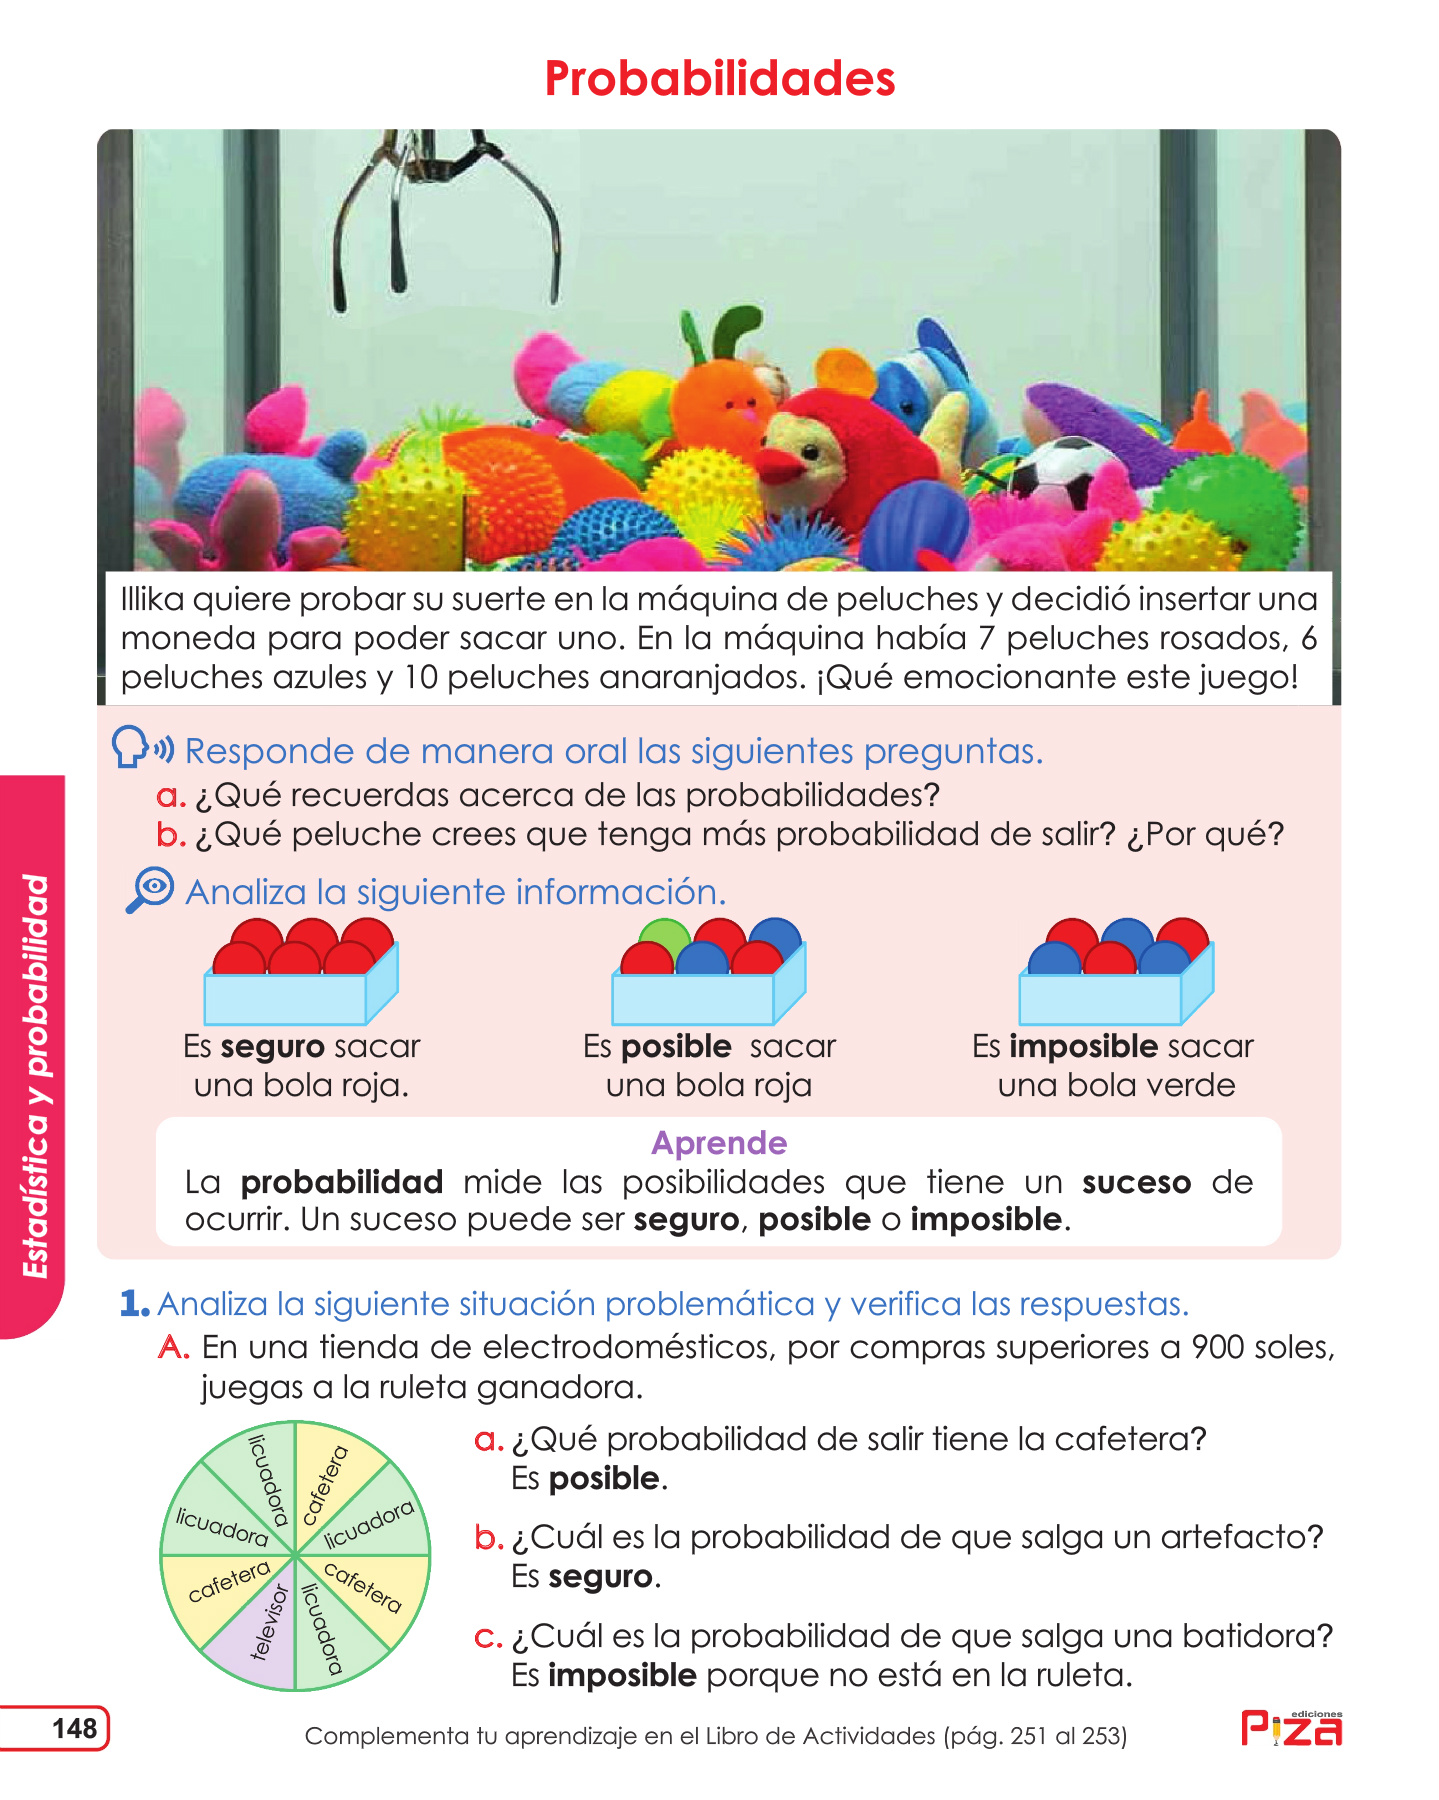 Probabilidades
Illika quiere probar su suerte en la máquina de peluches y decidió insertar una
moneda para poder sacar uno. En la máquina había 7 peluches rosados, 6
peluches azules y 10 peluches anaranjados. ¡Qué emocionante este juego!
Responde de manera oral las siguientes preguntas.
a. ¿Qué recuerdas acerca de las probabilidades?
b. ¿Qué peluche crees que tenga más probabilidad de salir? ¿Por qué?
Analiza la siguiente información.
Es seguro sacar
una bola roja.
Es posible sacar
una bola roja
Es imposible sacar
una bola verde
Aprende
La probabilidad mide las posibilidades que tiene un suceso de
ocurrir. Un suceso puede ser seguro, posible o imposible.
Estadística y probabilidad
1. Analiza la siguiente situación problemática y verifica las respuestas.
A. En una tienda de electrodomésticos, por compras superiores a 900 soles,
juegas a la ruleta ganadora.
licuadora
cafetera
licuadora
cafetera
licuadora
televisor
cafetera
licuadora
a. ¿Qué probabilidad de salir tiene la cafetera?
Es posible.
b. ¿Cuál es la probabilidad de que salga un artefacto?
Es seguro.
c. ¿Cuál es la probabilidad de que salga una batidora?
Es imposible porque no está en la ruleta.
148
Complementa tu aprendizaje en el Libro de Actividades (pág. 251 al 253)
ediciones
Piza